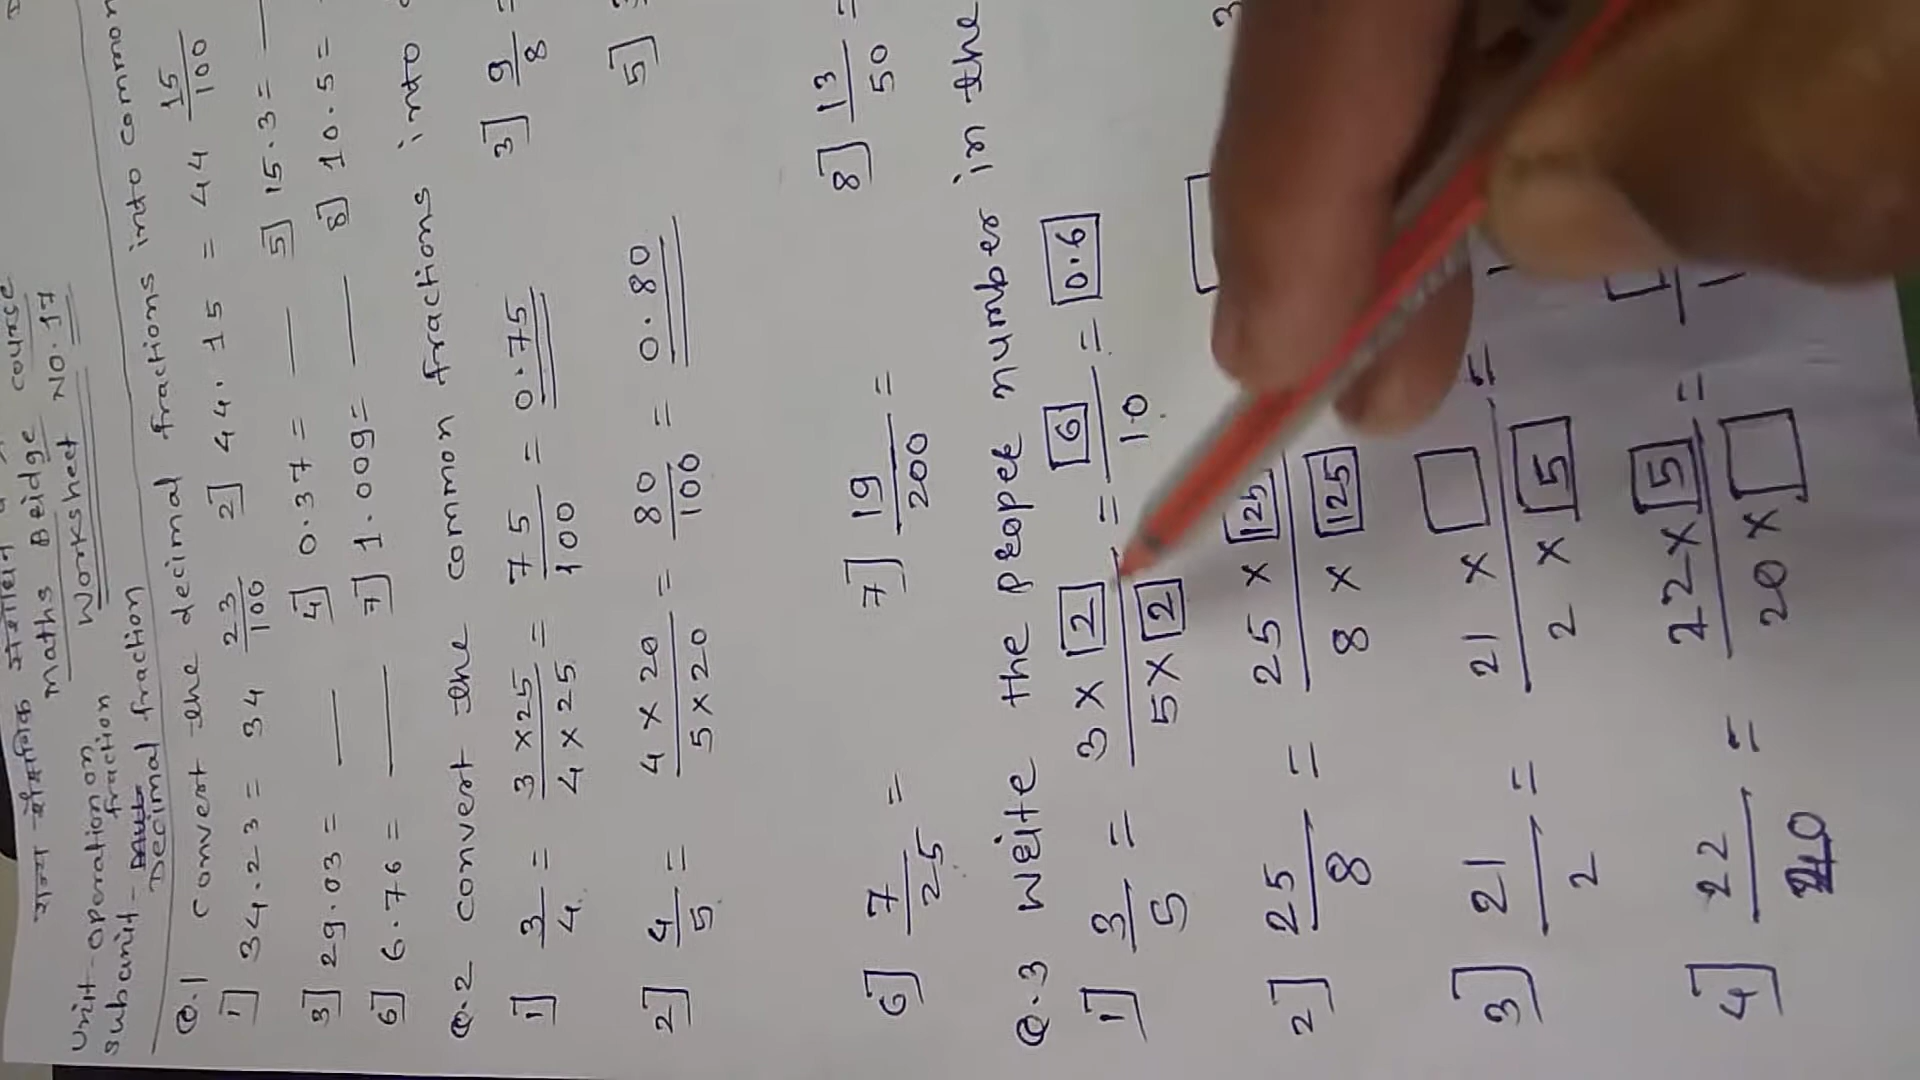 maths Beidge course
Worksheet NO. 17
Unit - operation on fraction
subunit - Decimal fraction
Q.1 convert the decimal fractions into common
1] 34.23 = 34 23/100 2] 44.15 = 44 15/100
3] 29.03 = — 4] 0.37 = — 5] 15.3 = —
6] 6.76 = — 7] 1.009 = — 8] 10.5 =
Q.2 convert the common fractions into
1] 3/4 = 3 × 25/4 × 25 = 75/100 = 0.75 3] 9/8 =
2] 4/5 = 4 × 20/5 × 20 = 80/100 = 0.80 5]
6] 7/25 = 7] 19/200 = 8] 13/50 =
Q.3 Weite the propee numbes in the
1] 3/5 = 3 × 2/5 × 2 = 6/10 = 0.6
2] 25/8 = 25 × 125/8 × 125
3] 21/2 = 21 × □/2 × 5 =
4] 22/20 = 22 × 5/20 × □ =